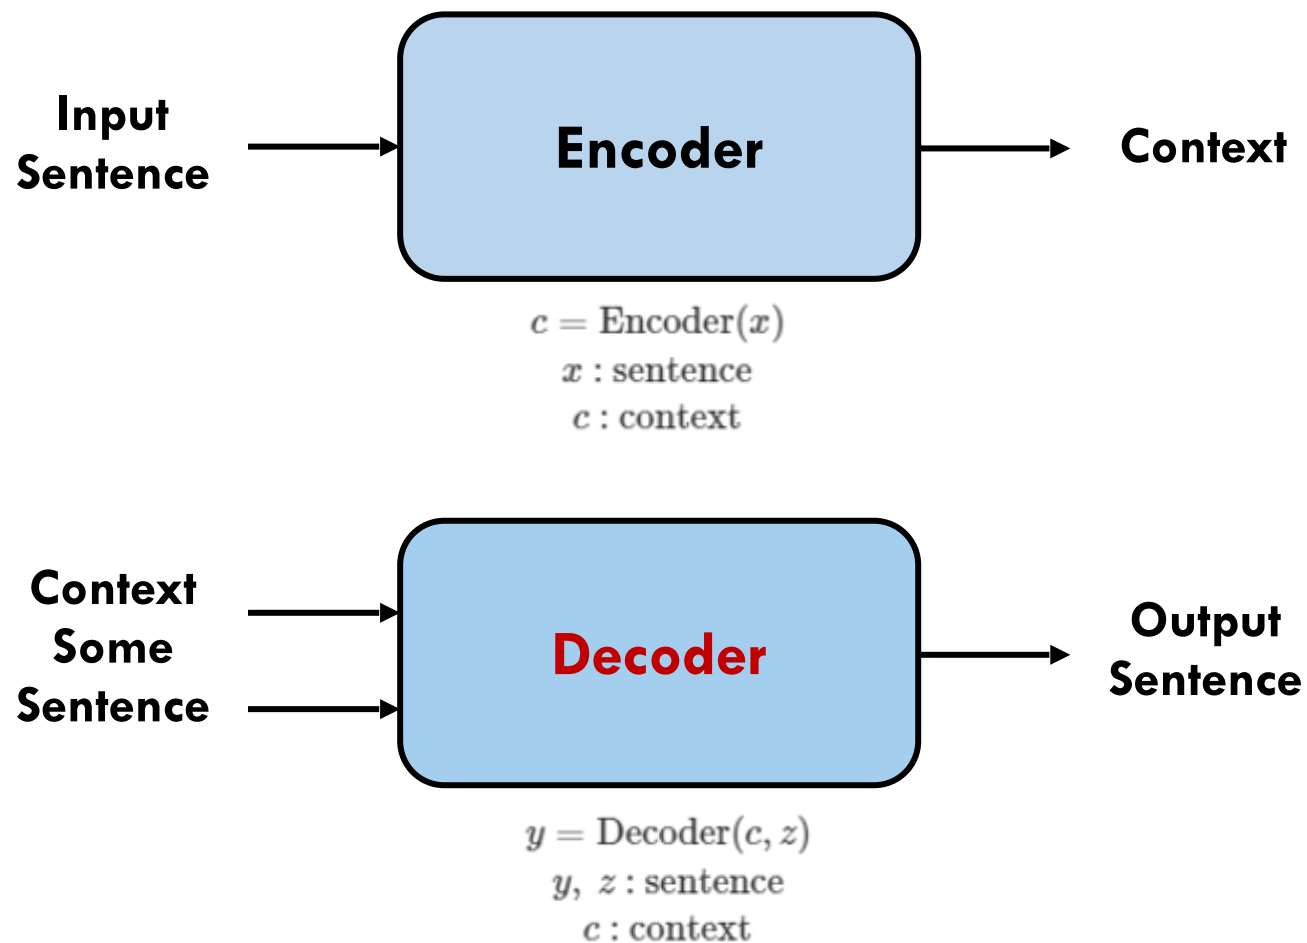 Input
Sentence
Encoder
Context
c = Encoder(x)
x : sentence
c : context
Context
Some
Sentence
Decoder
Output
Sentence
y = Decoder(c, z)
y, z : sentence
c : context